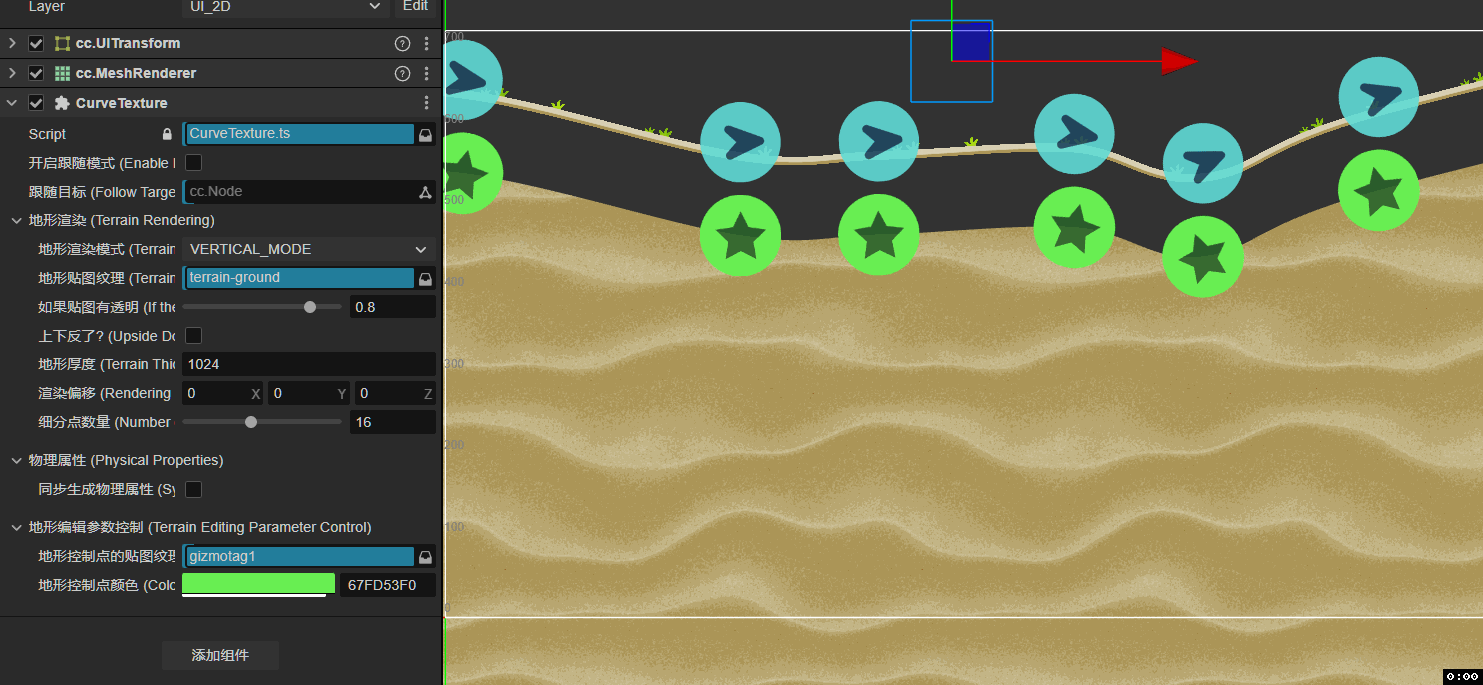 Layer UI_2D Edit
cc.UITransform
cc.MeshRenderer
CurveTexture
Script CurveTexture.ts
开启跟随模式 (Enable
跟随目标 (Follow Targe cc.Node
地形渲染 (Terrain Rendering)
地形渲染模式 (Terrain VERTICAL_MODE
地形贴图纹理 (Terrain terrain-ground
如果贴图有透明 (If the 0.8
上下反了? (Upside Do
地形厚度 (Terrain Thic 1024
渲染偏移 (Rendering 0 X 0 Y 0 Z
细分点数量 (Number 16
物理属性 (Physical Properties)
同步生成物理属性 (Sy
地形编辑参数控制 (Terrain Editing Parameter Control)
地形控制点的贴图纹理 gizmotag1
地形控制点颜色 (Colo 67FD53F0
添加组件
700
600
500
400
300
200
100
0
0:00